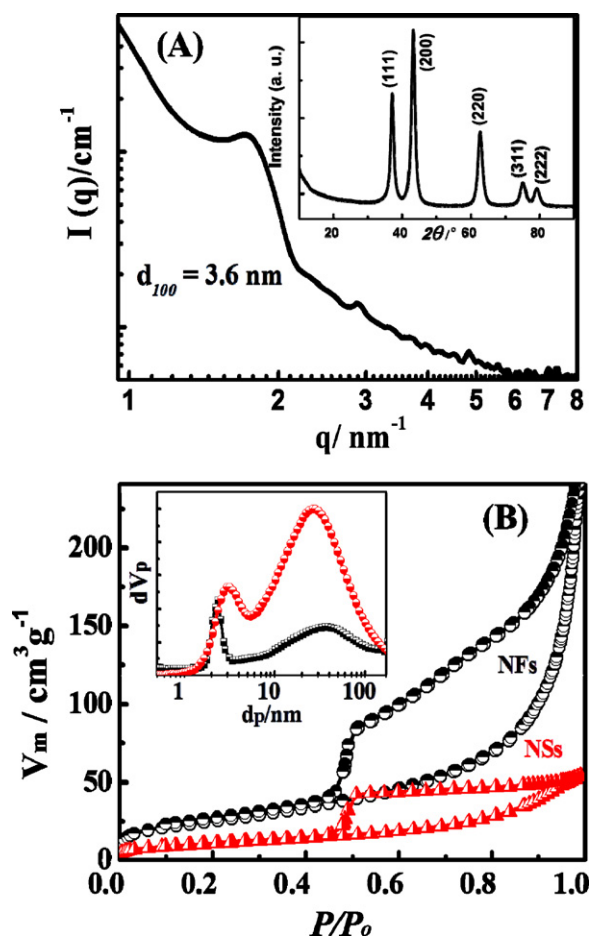 (A)
(111)
(200)
(220)
(311)
(222)
Intensity (a. u.)
20 40 2θ /° 60 80
I (q)/cm⁻¹
d₁₀₀ = 3.6 nm
1 2 3 4 5 6 7 8
q/ nm⁻¹
(B)
dVp
1 10 100
dp/nm
NFs
NSs
Vm / cm³g⁻¹
200
150
100
50
0
0.0 0.2 0.4 0.6 0.8 1.0
P/Po